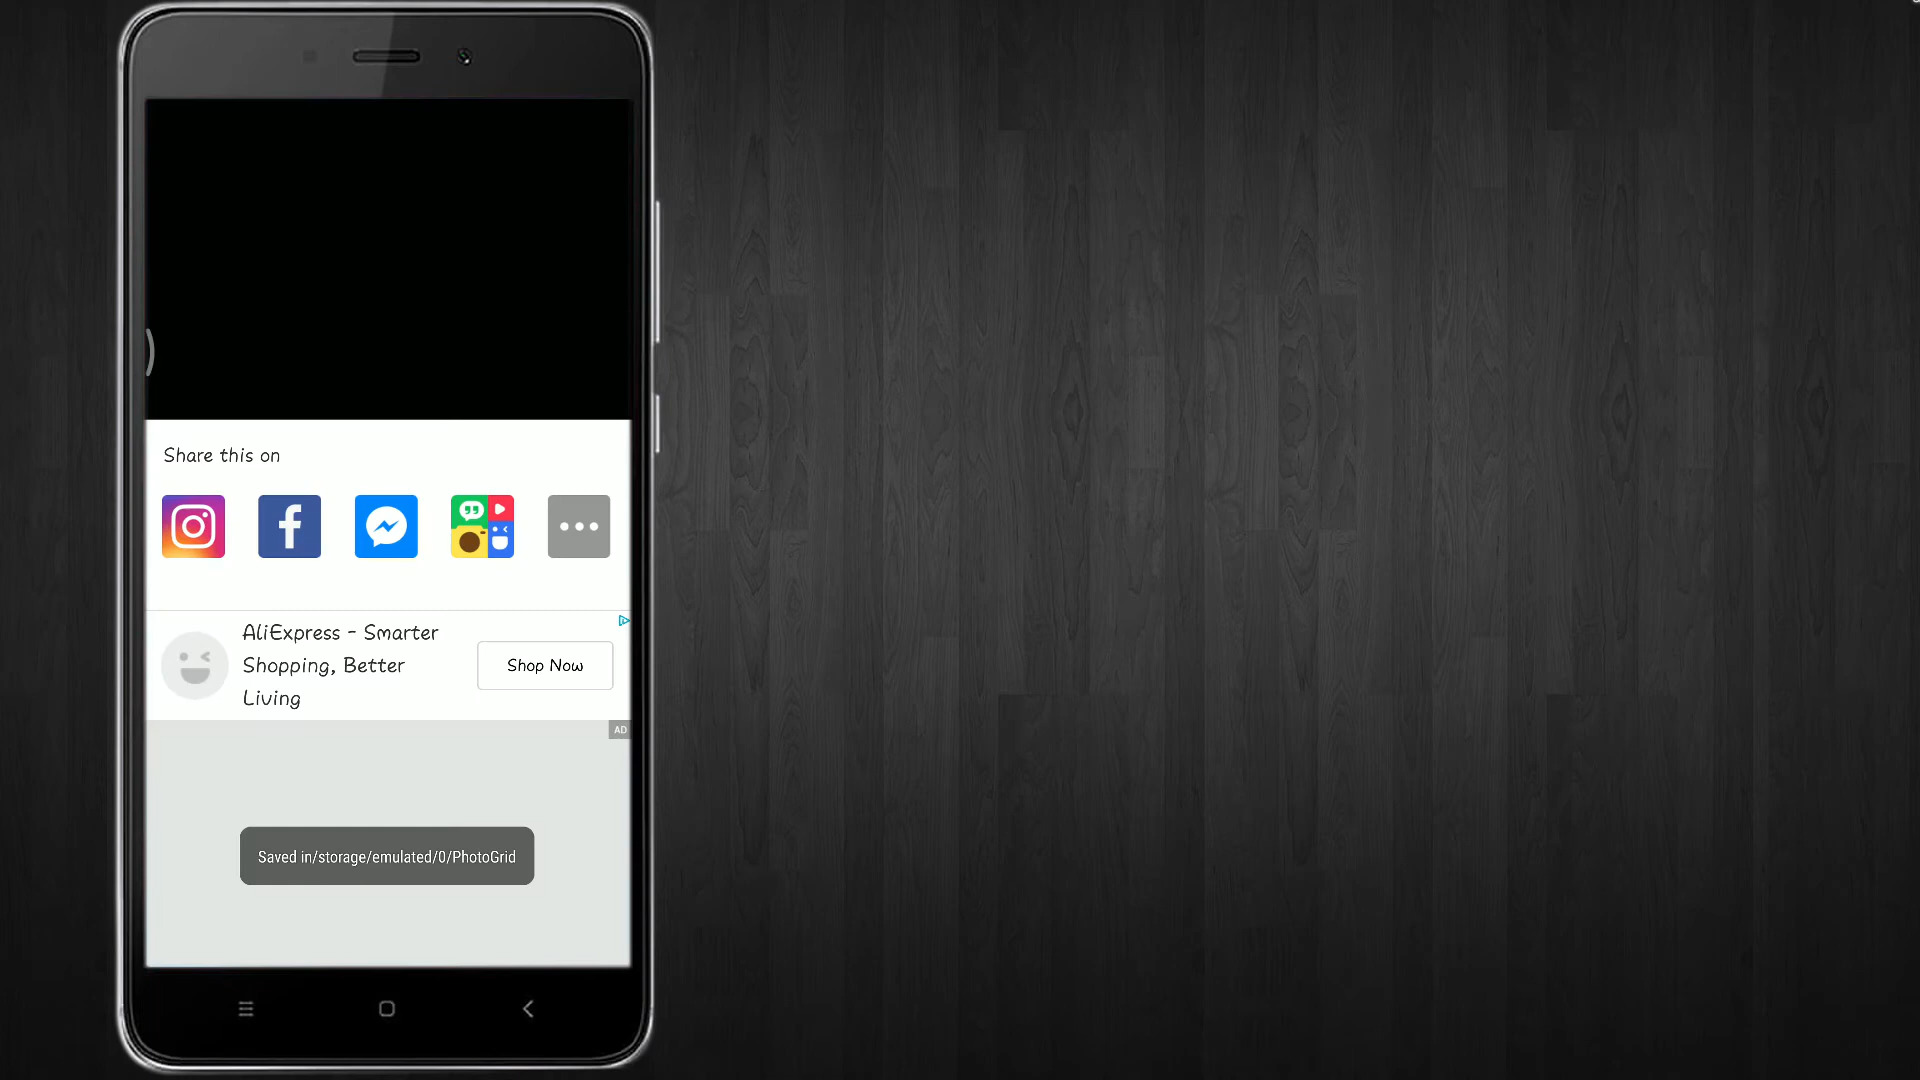 Share this on
AliExpress - Smarter
Shopping, Better
Living
Shop Now
AD
Saved in/storage/emulated/0/PhotoGrid